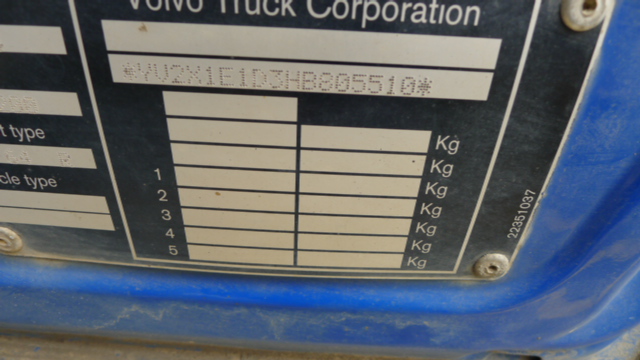 Volvo Truck Corporation
*YV2X1E1D3HB805510*
t type
cle type
Kg
Kg
1 Kg
2 Kg
3 Kg
4 Kg
5 Kg
22351037